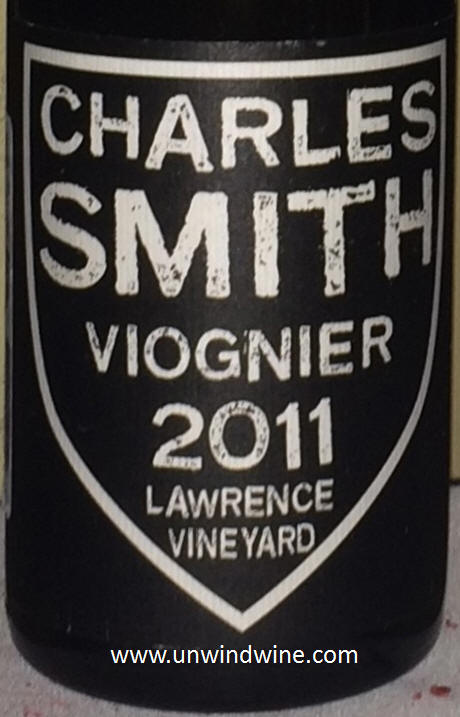 CHARLES
SMITH
VIOGNIER
2011
LAWRENCE
VINEYARD
www.unwindwine.com